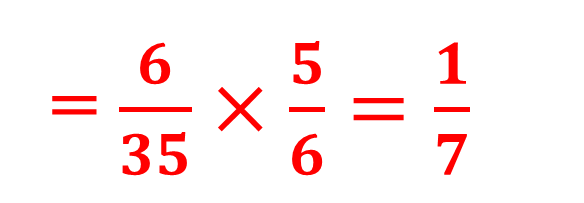 = 6/35 × 5/6 = 1/7